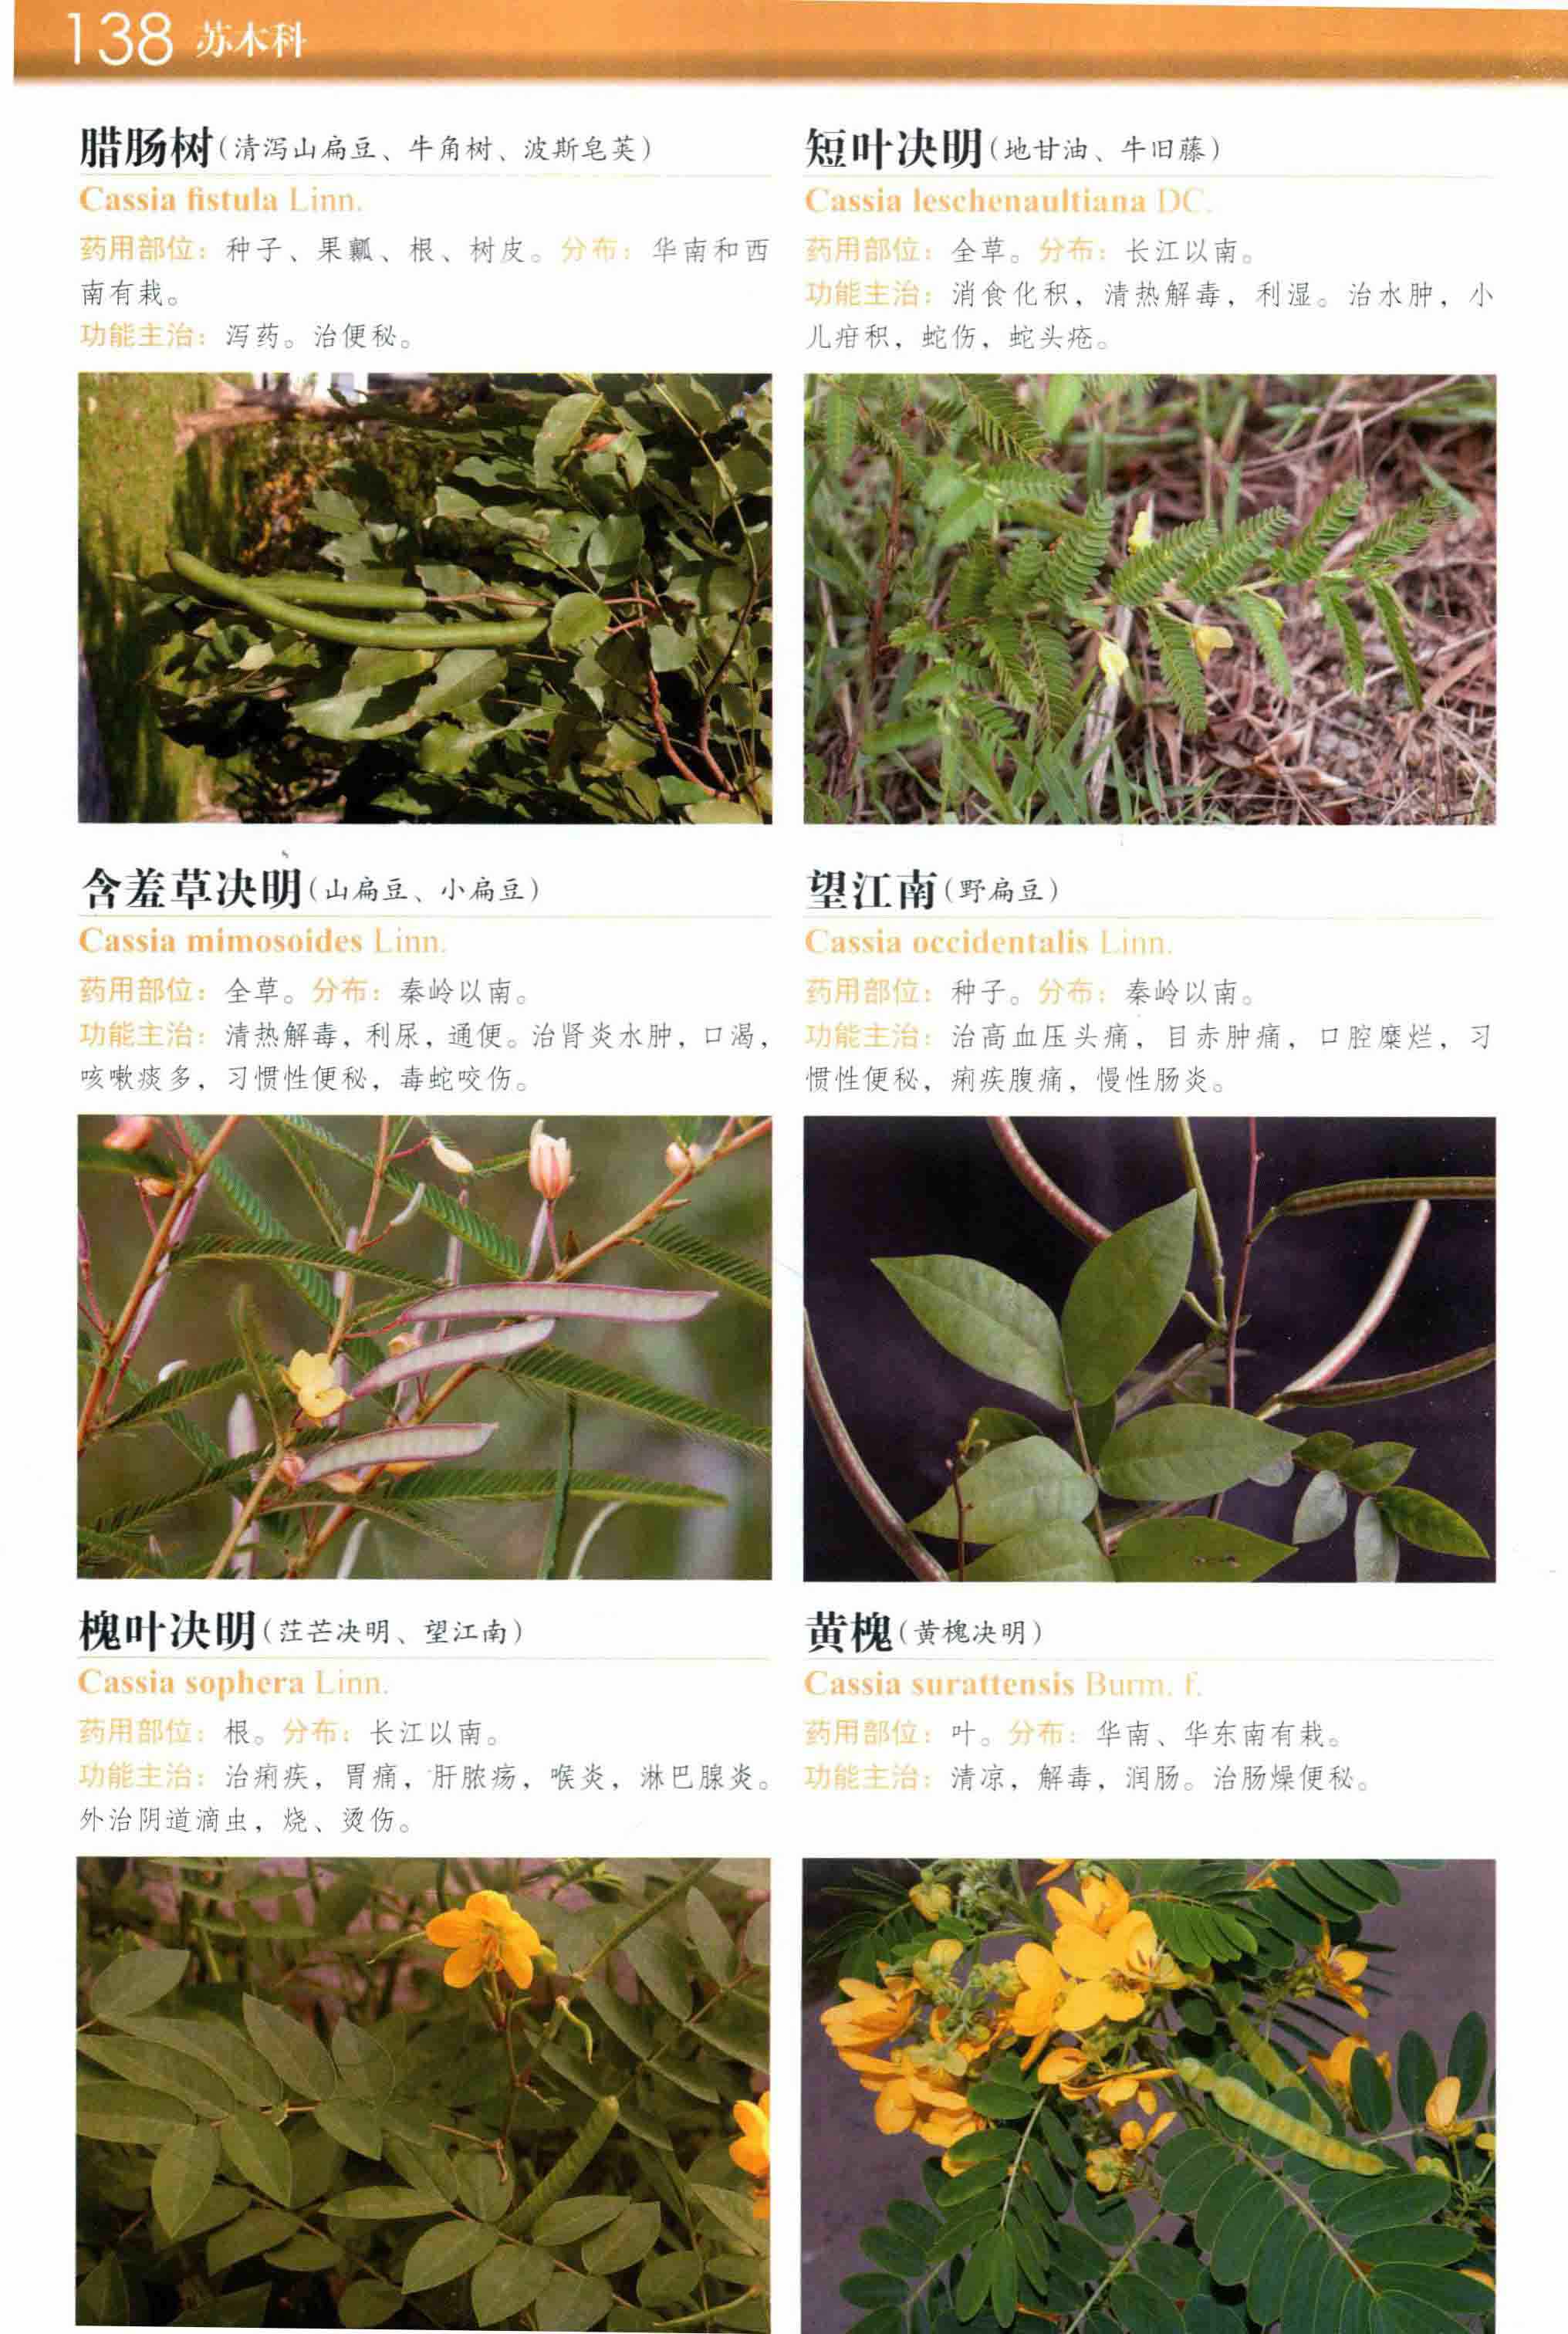 138 苏木科
腊肠树(清泻山扁豆、牛角树、波斯皂荚)
Cassia fistula Linn.
药用部位：种子、果瓤、根、树皮。分布：华南和西
南有栽。
功能主治：泻药。治便秘。
短叶决明(地甘油、牛旧藤)
Cassia leschenaultiana DC.
药用部位：全草。分布：长江以南。
功能主治：消食化积，清热解毒，利湿。治水肿，小
儿疳积，蛇伤，蛇头疮。
含羞草决明(山扁豆、小扁豆)
Cassia mimosoides Linn.
药用部位：全草。分布：秦岭以南。
功能主治：清热解毒，利尿，通便。治肾炎水肿，口渴，
咳嗽痰多，习惯性便秘，毒蛇咬伤。
望江南(野扁豆)
Cassia occidentalis Linn.
药用部位：种子。分布：秦岭以南。
功能主治：治高血压头痛，目赤肿痛，口腔糜烂，习
惯性便秘，痢疾腹痛，慢性肠炎。
槐叶决明(茳芒决明、望江南)
Cassia sophera Linn.
药用部位：根。分布：长江以南。
功能主治：治痢疾，胃痛，肝脓疡，喉炎，淋巴腺炎。
外治阴道滴虫，烧、烫伤。
黄槐(黄槐决明)
Cassia surattensis Burm. f.
药用部位：叶。分布：华南、华东南有栽。
功能主治：清凉，解毒，润肠。治肠燥便秘。